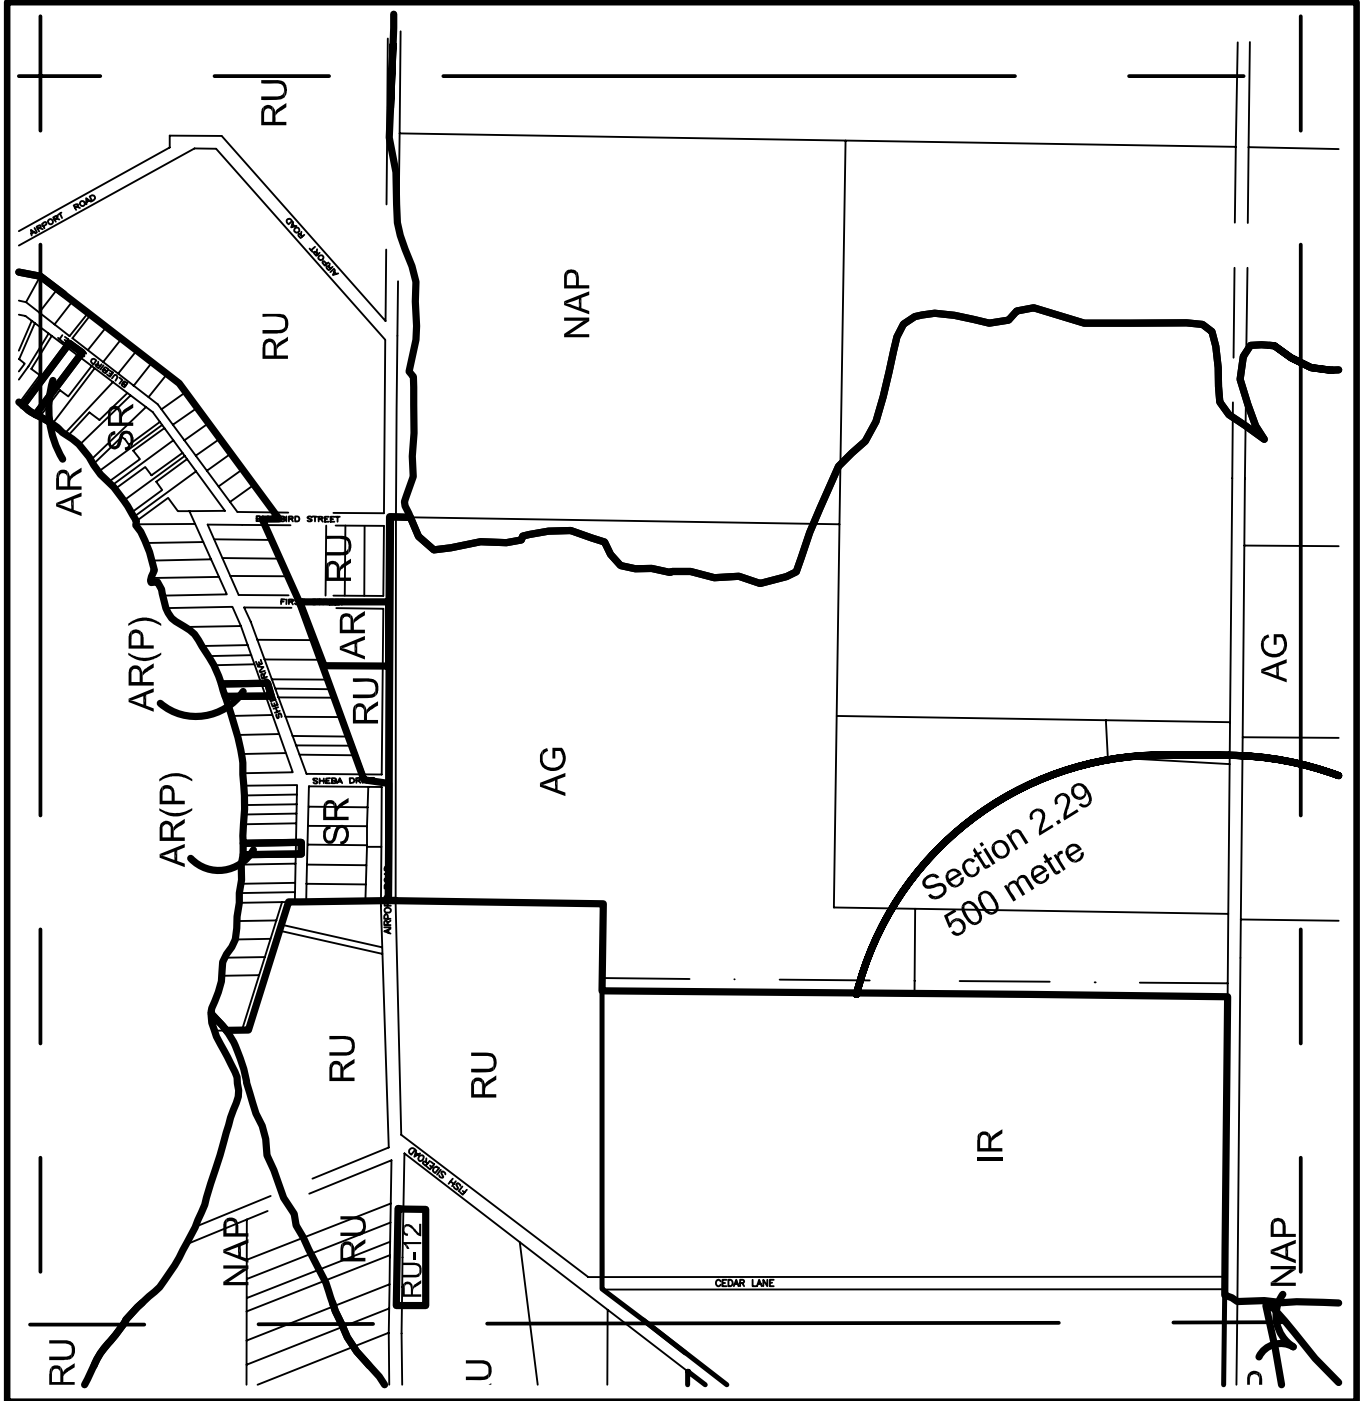 RU
AIRPORT ROAD
AIRPORT ROAD
NAP
RU
BLUEBIRD
SR
AR
STREET
RU
AR
AR(P)
RU
AG
AG
AR(P)
SHEBA
SR
Section 2.29
500 metre
RU
RU
IR
FISH SIDEROAD
NAP
RU
RU-12
NAP
CEDAR LANE
RU
U